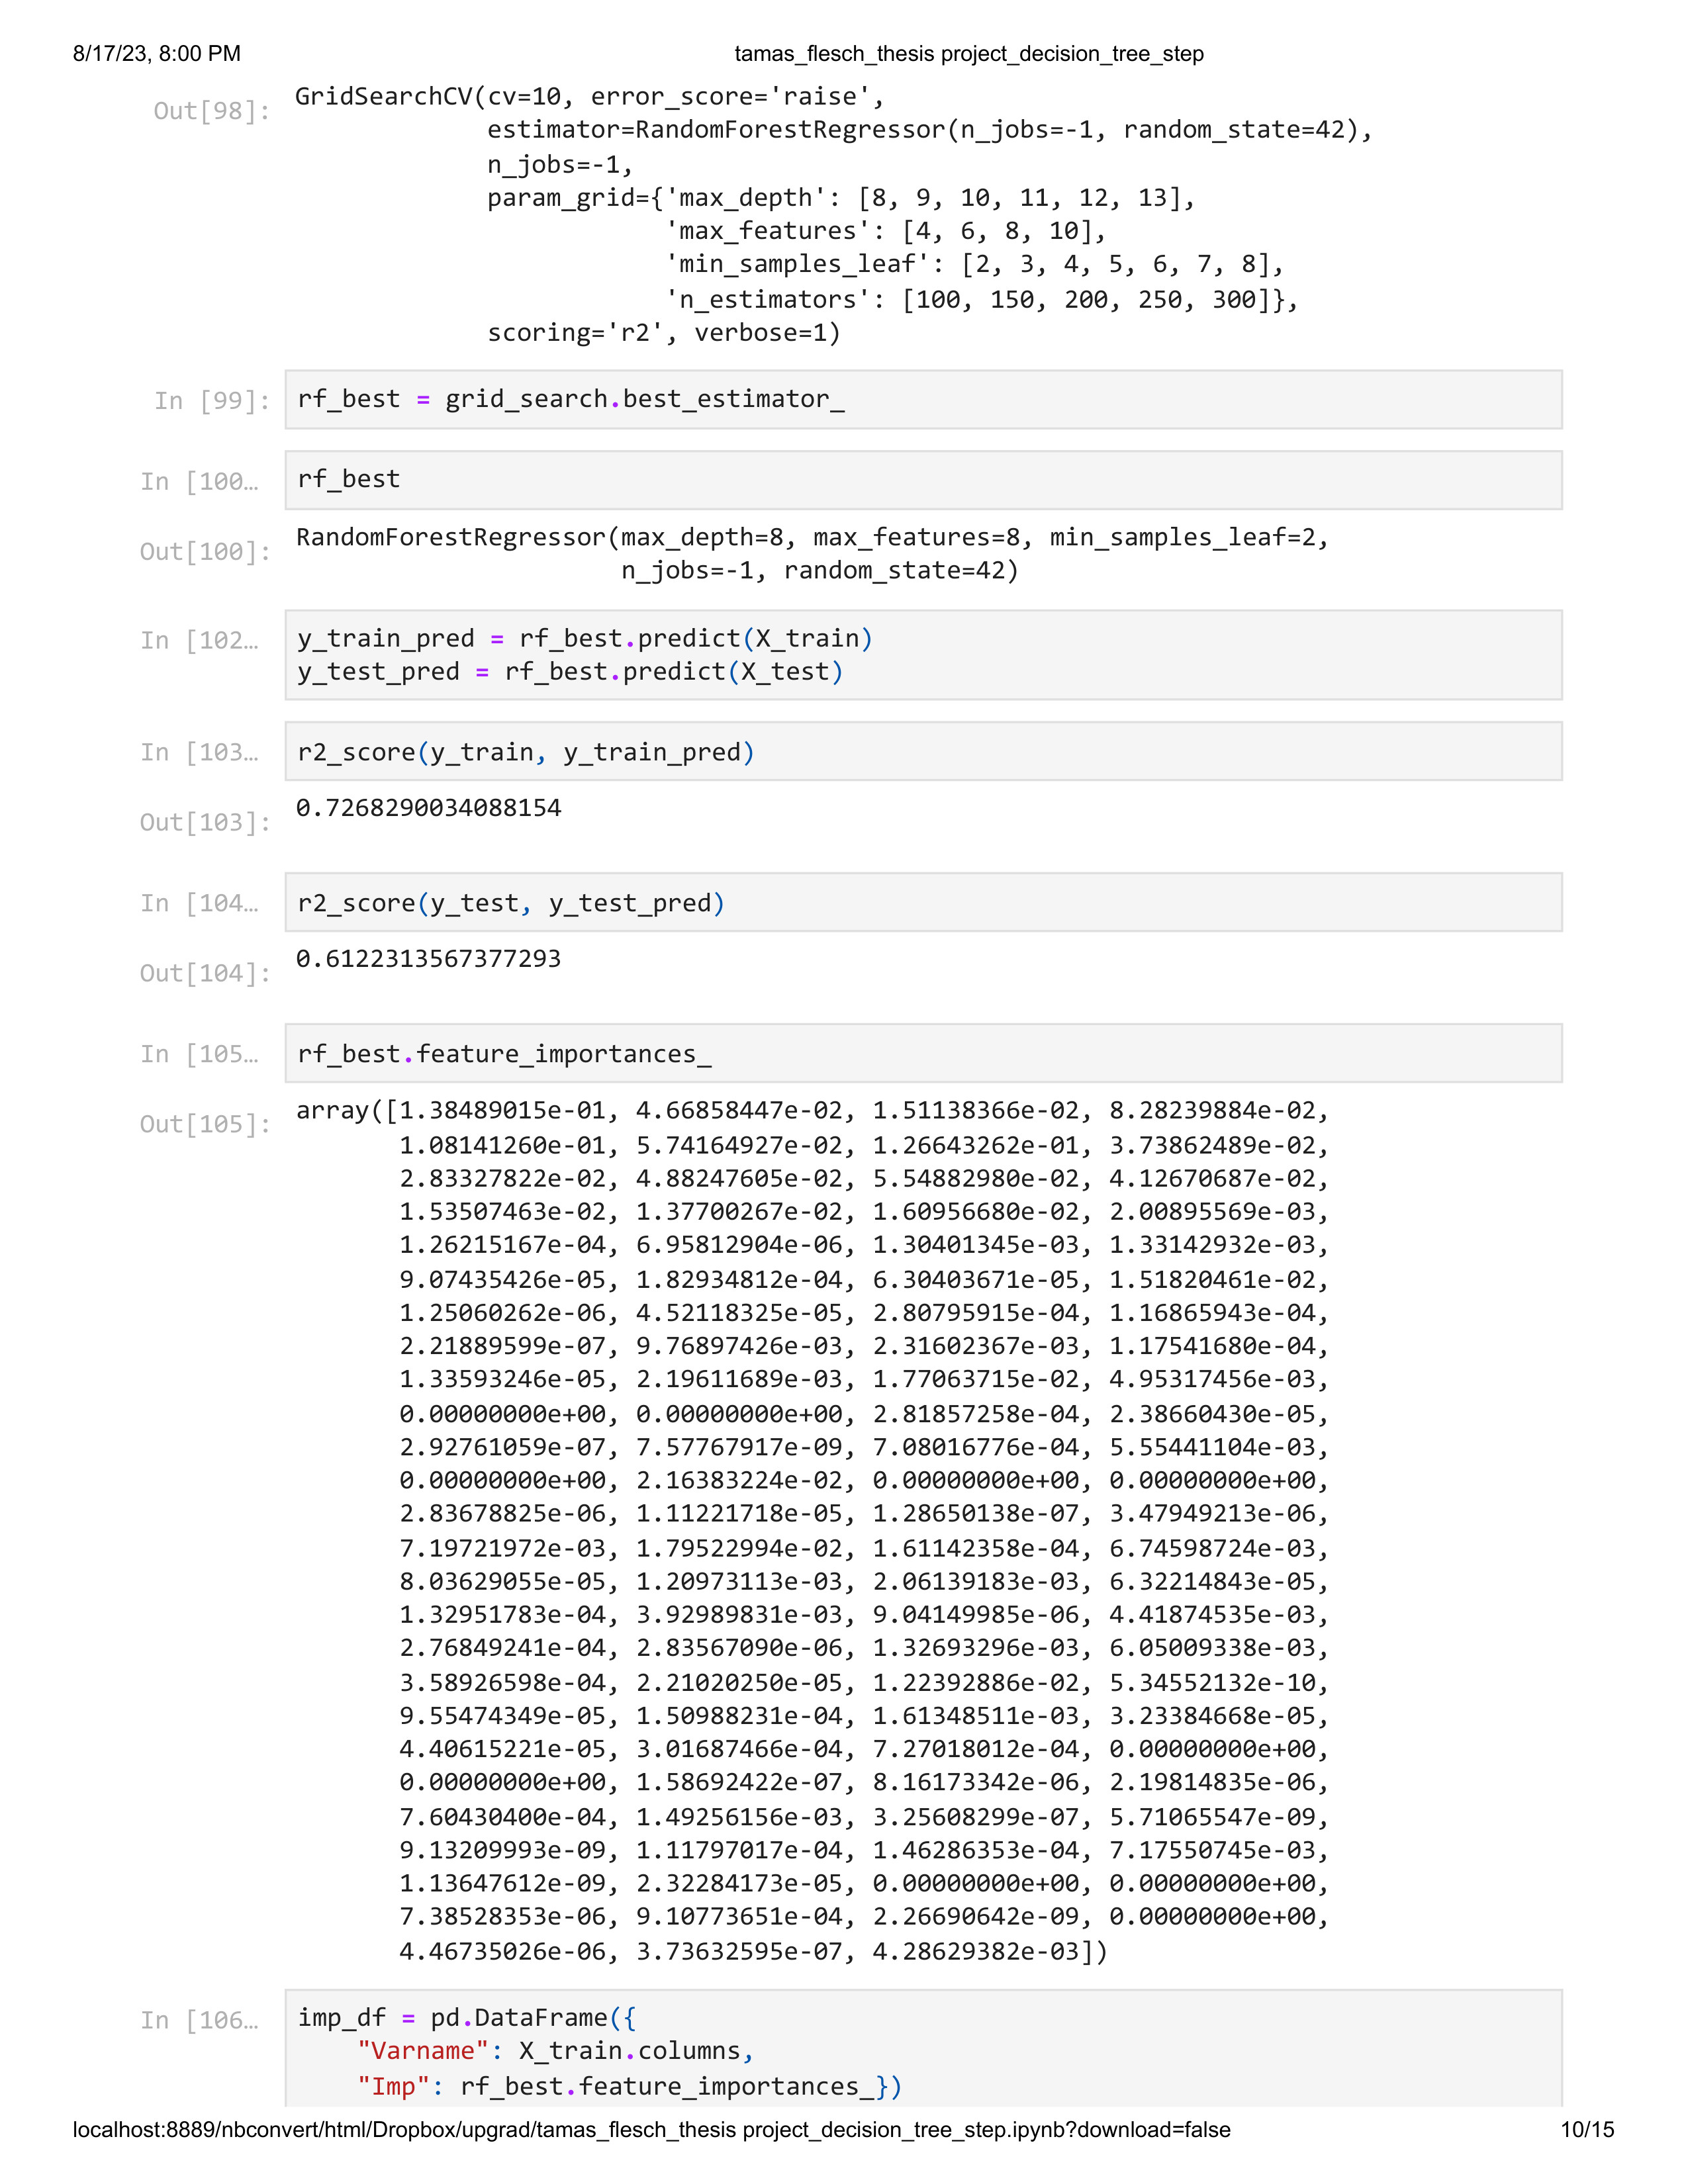 8/17/23, 8:00 PM tamas_flesch_thesis project_decision_tree_step
Out[98]: GridSearchCV(cv=10, error_score='raise',
estimator=RandomForestRegressor(n_jobs=-1, random_state=42),
n_jobs=-1,
param_grid={'max_depth': [8, 9, 10, 11, 12, 13],
'max_features': [4, 6, 8, 10],
'min_samples_leaf': [2, 3, 4, 5, 6, 7, 8],
'n_estimators': [100, 150, 200, 250, 300]},
scoring='r2', verbose=1)
In [99]: rf_best = grid_search.best_estimator_
In [100… rf_best
Out[100]: RandomForestRegressor(max_depth=8, max_features=8, min_samples_leaf=2,
n_jobs=-1, random_state=42)
In [102… y_train_pred = rf_best.predict(X_train)
y_test_pred = rf_best.predict(X_test)
In [103… r2_score(y_train, y_train_pred)
Out[103]: 0.7268290034088154
In [104… r2_score(y_test, y_test_pred)
Out[104]: 0.6122313567377293
In [105… rf_best.feature_importances_
Out[105]: array([1.38489015e-01, 4.66858447e-02, 1.51138366e-02, 8.28239884e-02,
1.08141260e-01, 5.74164927e-02, 1.26643262e-01, 3.73862489e-02,
2.83327822e-02, 4.88247605e-02, 5.54882980e-02, 4.12670687e-02,
1.53507463e-02, 1.37700267e-02, 1.60956680e-02, 2.00895569e-03,
1.26215167e-04, 6.95812904e-06, 1.30401345e-03, 1.33142932e-03,
9.07435426e-05, 1.82934812e-04, 6.30403671e-05, 1.51820461e-02,
1.25060262e-06, 4.52118325e-05, 2.80795915e-04, 1.16865943e-04,
2.21889599e-07, 9.76897426e-03, 2.31602367e-03, 1.17541680e-04,
1.33593246e-05, 2.19611689e-03, 1.77063715e-02, 4.95317456e-03,
0.00000000e+00, 0.00000000e+00, 2.81857258e-04, 2.38660430e-05,
2.92761059e-07, 7.57767917e-09, 7.08016776e-04, 5.55441104e-03,
0.00000000e+00, 2.16383224e-02, 0.00000000e+00, 0.00000000e+00,
2.83678825e-06, 1.11221718e-05, 1.28650138e-07, 3.47949213e-06,
7.19721972e-03, 1.79522994e-02, 1.61142358e-04, 6.74598724e-03,
8.03629055e-05, 1.20973113e-03, 2.06139183e-03, 6.32214843e-05,
1.32951783e-04, 3.92989831e-03, 9.04149985e-06, 4.41874535e-03,
2.76849241e-04, 2.83567090e-06, 1.32693296e-03, 6.05009338e-03,
3.58926598e-04, 2.21020250e-05, 1.22392886e-02, 5.34552132e-10,
9.55474349e-05, 1.50988231e-04, 1.61348511e-03, 3.23384668e-05,
4.40615221e-05, 3.01687466e-04, 7.27018012e-04, 0.00000000e+00,
0.00000000e+00, 1.58692422e-07, 8.16173342e-06, 2.19814835e-06,
7.60430400e-04, 1.49256156e-03, 3.25608299e-07, 5.71065547e-09,
9.13209993e-09, 1.11797017e-04, 1.46286353e-04, 7.17550745e-03,
1.13647612e-09, 2.32284173e-05, 0.00000000e+00, 0.00000000e+00,
7.38528353e-06, 9.10773651e-04, 2.26690642e-09, 0.00000000e+00,
4.46735026e-06, 3.73632595e-07, 4.28629382e-03])
In [106… imp_df = pd.DataFrame({
"Varname": X_train.columns,
"Imp": rf_best.feature_importances_})
localhost:8889/nbconvert/html/Dropbox/upgrad/tamas_flesch_thesis project_decision_tree_step.ipynb?download=false 10/15